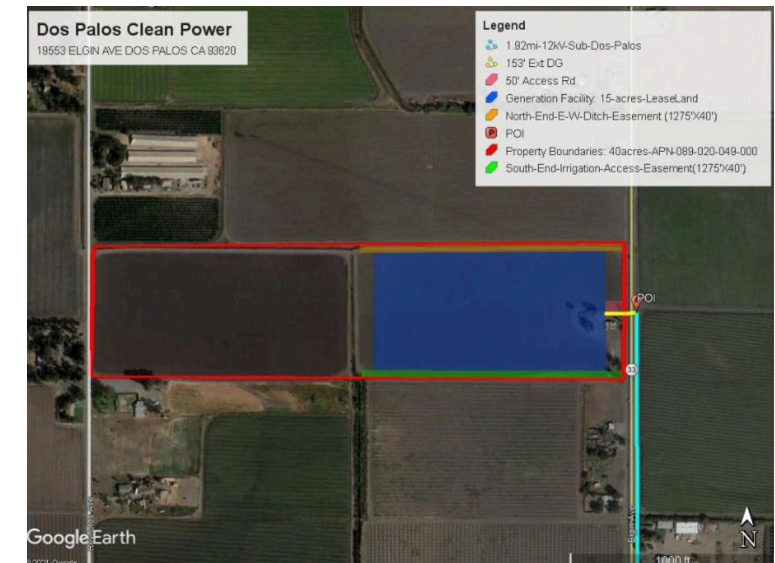 Dos Palos Clean Power
19553 ELGIN AVE DOS PALOS CA 93620
Legend
1.92mi-12kV-Sub-Dos-Palos
153' Ext DG
50' Access Rd.
Generation Facility: 15-acres-LeaseLand
North-End-E-W-Ditch-Easement (1275'X40')
POI
Property Boundaries: 40acres-APN-089-020-049-000
South-End-Irrigation-Access-Easement(1275'X40')
POI
33
Elgin Ave
Google Earth
N
1000 ft